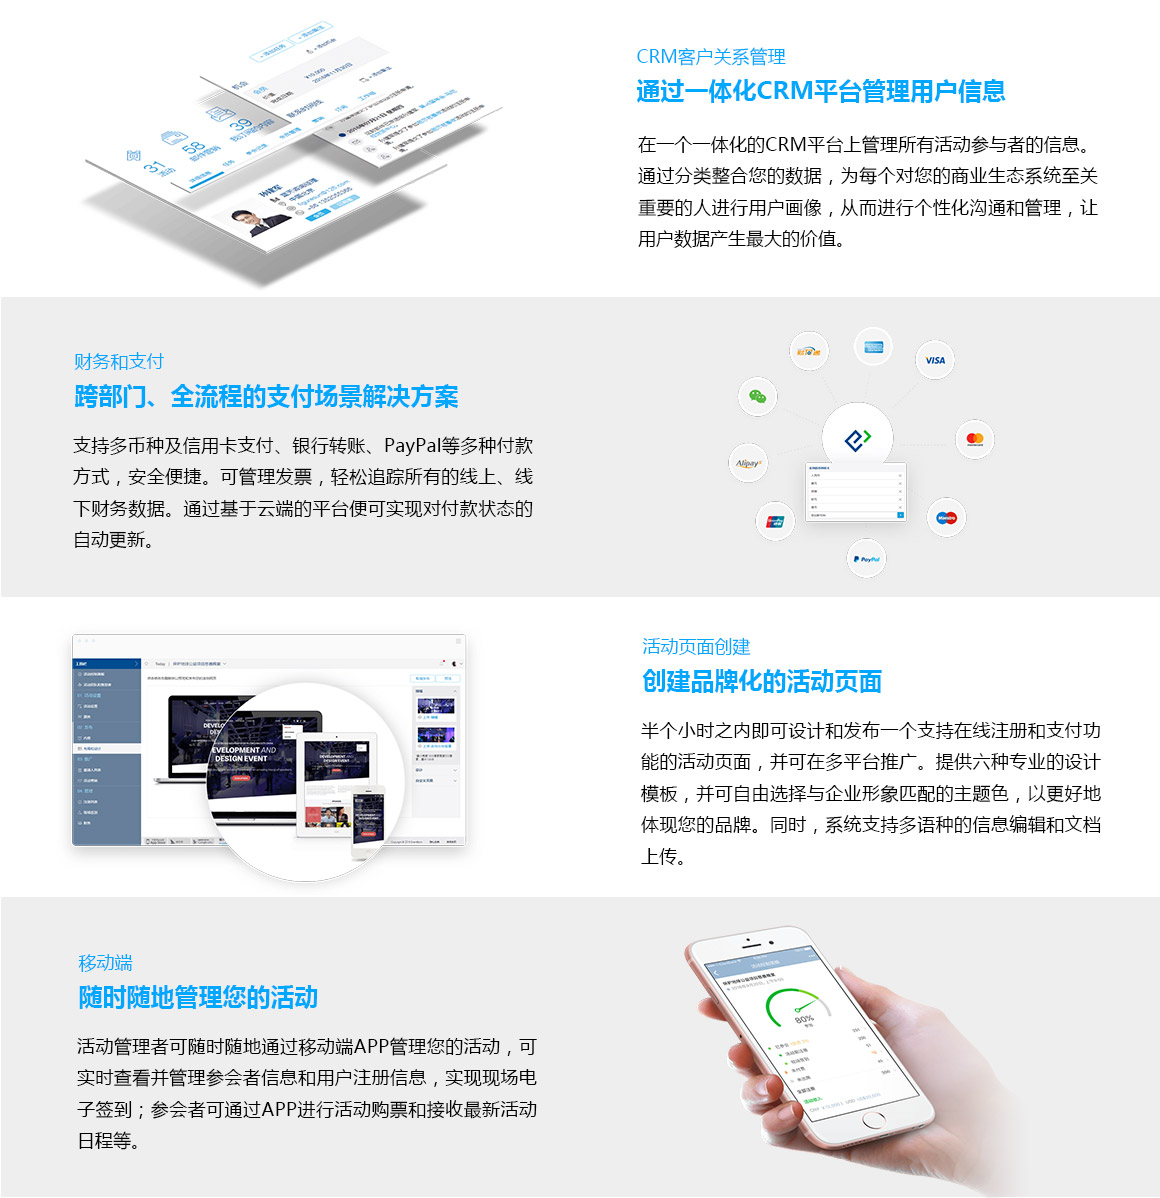 CRM客户关系管理
通过一体化CRM平台管理用户信息
在一个一体化的CRM平台上管理所有活动参与者的信息。
通过分类整合您的数据，为每个对您的商业生态系统至关
重要的人进行用户画像，从而进行个性化沟通和管理，让
用户数据产生最大的价值。
31
活动
58
39
财务和支付
跨部门、全流程的支付场景解决方案
支持多币种及信用卡支付、银行转账、PayPal等多种付款
方式，安全便捷。可管理发票，轻松追踪所有的线上、线
下财务数据。通过基于云端的平台便可实现对付款状态的
自动更新。
VISA
Alipay
Maestro
PayPal
活动页面创建
创建品牌化的活动页面
半个小时之内即可设计和发布一个支持在线注册和支付功
能的活动页面，并可在多平台推广。提供六种专业的设计
模板，并可自由选择与企业形象匹配的主题色，以更好地
体现您的品牌。同时，系统支持多语种的信息编辑和文档
上传。
Today
EVELOPMENT AND
DESIGN EVENT
移动端
随时随地管理您的活动
活动管理者可随时随地通过移动端APP管理您的活动，可
实时查看并管理参会者信息和用户注册信息，实现现场电
子签到；参会者可通过APP进行活动购票和接收最新活动
日程等。
80%